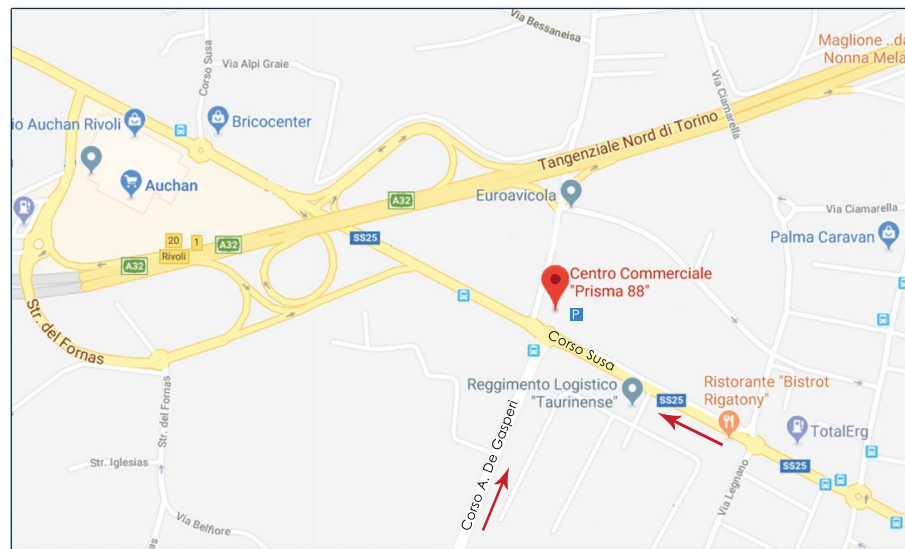 Via Bessaneisa
Maglione ..da
Nonna Mela
Corso Susa
Via Alpi Graie
Via Ciamarella
io Auchan Rivoli
Bricocenter
Tangenziale Nord di Torino
Auchan
Euroavicola
A32
Via Ciamarella
SS25
20
1
Rivoli
A32
Palma Caravan
A32
Centro Commerciale
"Prisma 88"
P
Str. del Fornas
Corso Susa
Reggimento Logistico
"Taurinense"
SS25
Ristorante "Bistrot
Rigatony"
Str. del Fornas
TotalErg
Corso A. De Gasperi
Str. Iglesias
SS25
Via Legnano
Via Belfiore